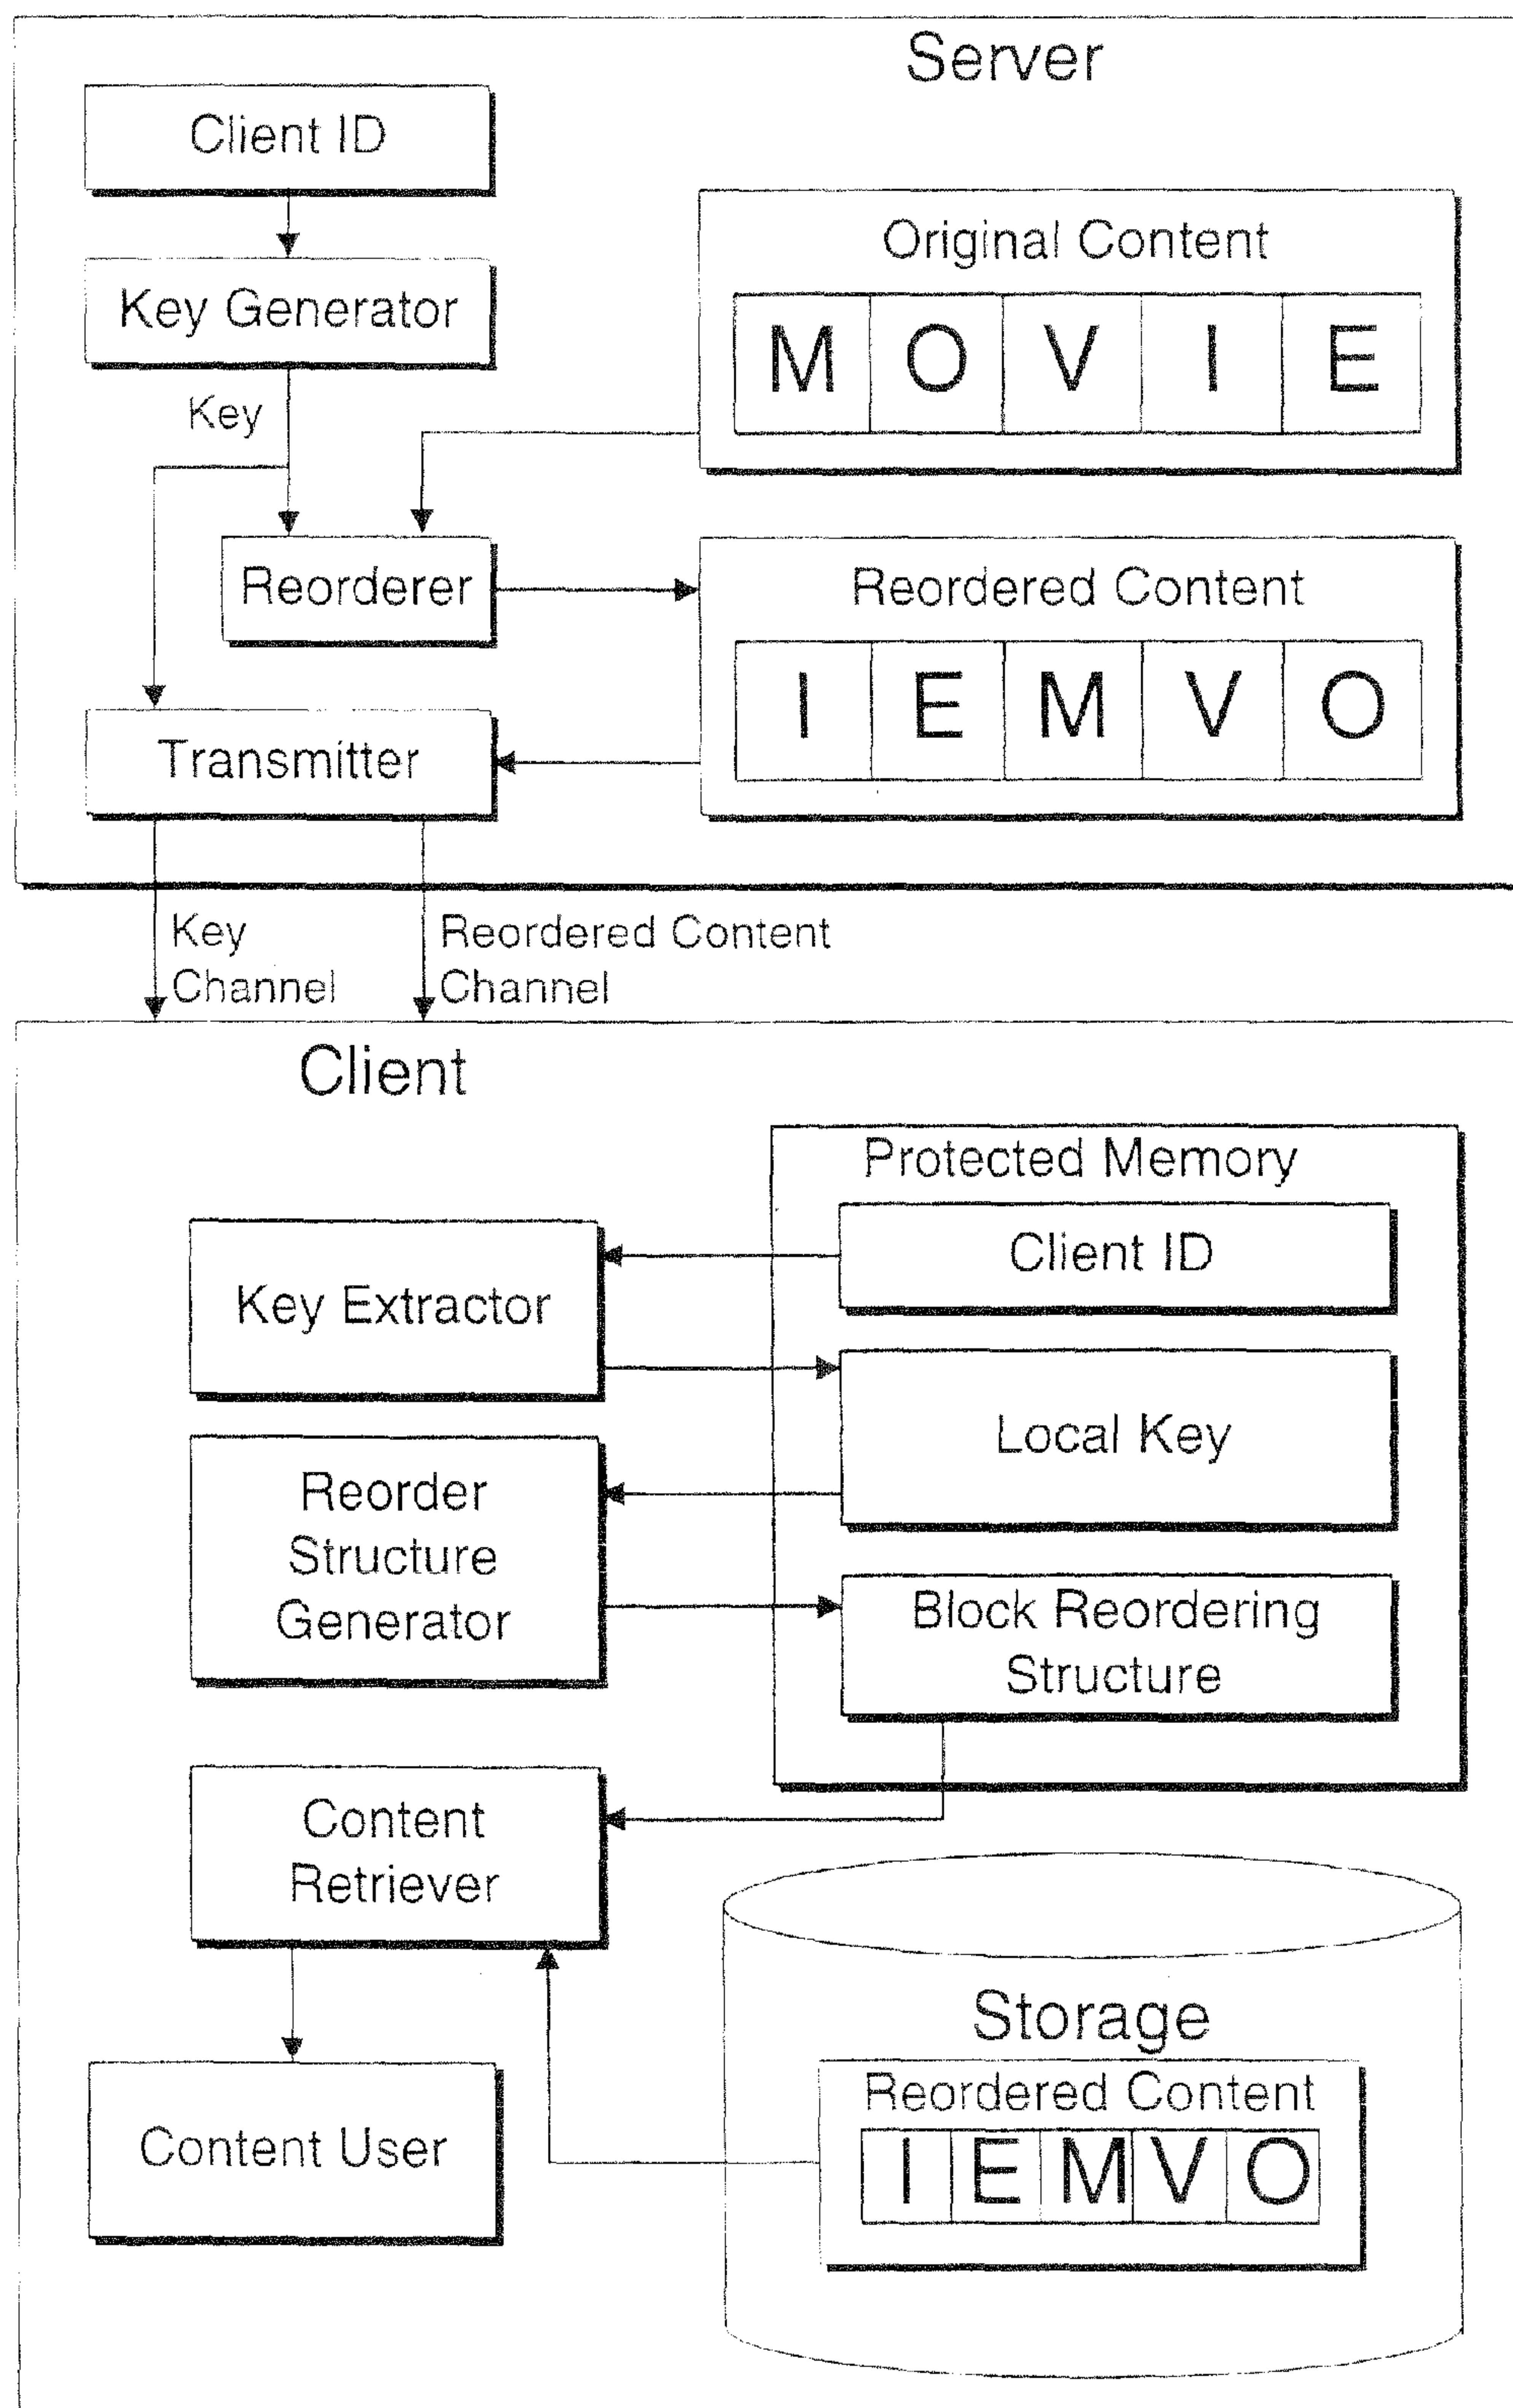 Server
Client ID
Key Generator
Key
Original Content
M O V I E
Reorderer
Reordered Content
I E M V O
Transmitter
Key
Channel
Reordered Content
Channel
Client
Protected Memory
Client ID
Key Extractor
Local Key
Reorder
Structure
Generator
Block Reordering
Structure
Content
Retriever
Storage
Reordered Content
I E M V O
Content User